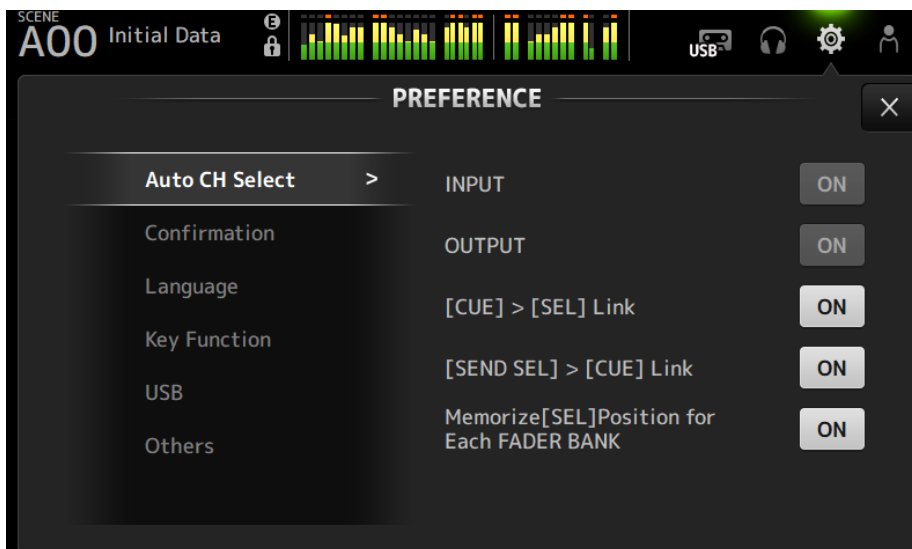 SCENE
A00 Initial Data
E
USB
PREFERENCE
Auto CH Select >
Confirmation
Language
Key Function
USB
Others
INPUT ON
OUTPUT ON
[CUE] > [SEL] Link ON
[SEND SEL] > [CUE] Link ON
Memorize[SEL]Position for
Each FADER BANK ON